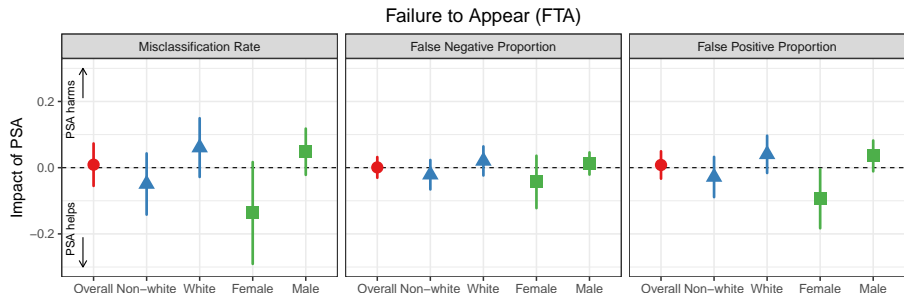 Failure to Appear (FTA)
Misclassification Rate
False Negative Proportion
False Positive Proportion
Impact of PSA
0.2
0.0
−0.2
PSA harms
PSA helps
Overall Non−white White Female Male
Overall Non−white White Female Male
Overall Non−white White Female Male